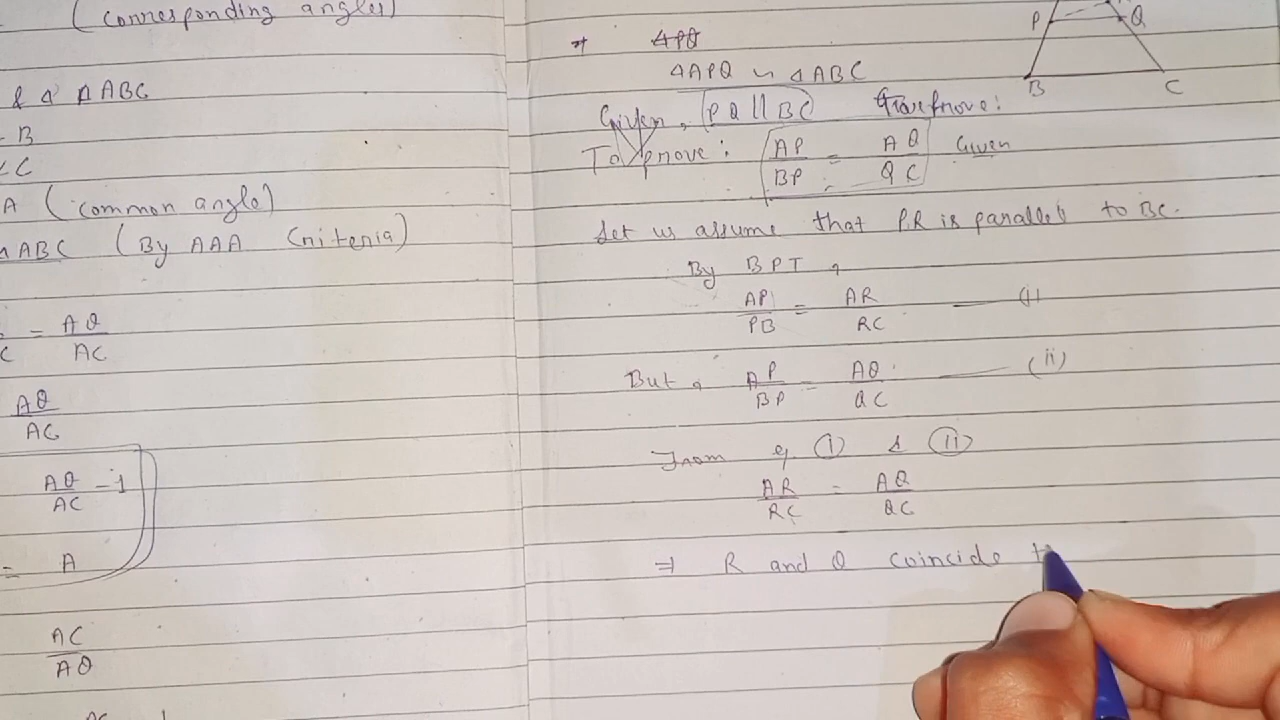 (Corresponding angles)
& Δ ABC
B
C
A (Common angle)
ABC (By AAA Criteria)
C = AQ
AC
AQ
AC
AQ - 1
AC
= A
AC
AQ
P
Q
B
C
⇒ ΔPQ
ΔAPQ ~ ΔABC
Given, PQ || BC
To prove: AP = AQ Given
BP QC
Let us assume that PR is parallel to BC.
By BPT,
AP = AR — (i)
PB RC
But, AP = AQ — (ii)
BP QC
From eq (i) & (ii)
AR = AQ
RC QC
⇒ R and Q coincide